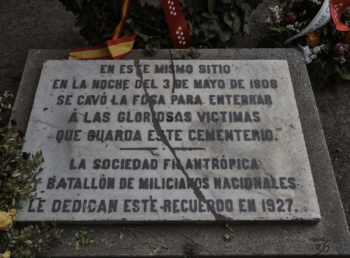 EN ESTE MISMO SITIO
EN LA NOCHE DEL 3 DE MAYO DE 1808
SE CAVÓ LA FOSA PARA ENTERRAR
A LAS GLORIOSAS VICTIMAS
QUE GUARDA ESTE CEMENTERIO.
LA SOCIEDAD FILANTRÓPICA
DE BATALLÓN DE MILICIANOS NACIONALES
LE DEDICAN ESTE RECUERDO EN 1927.
36